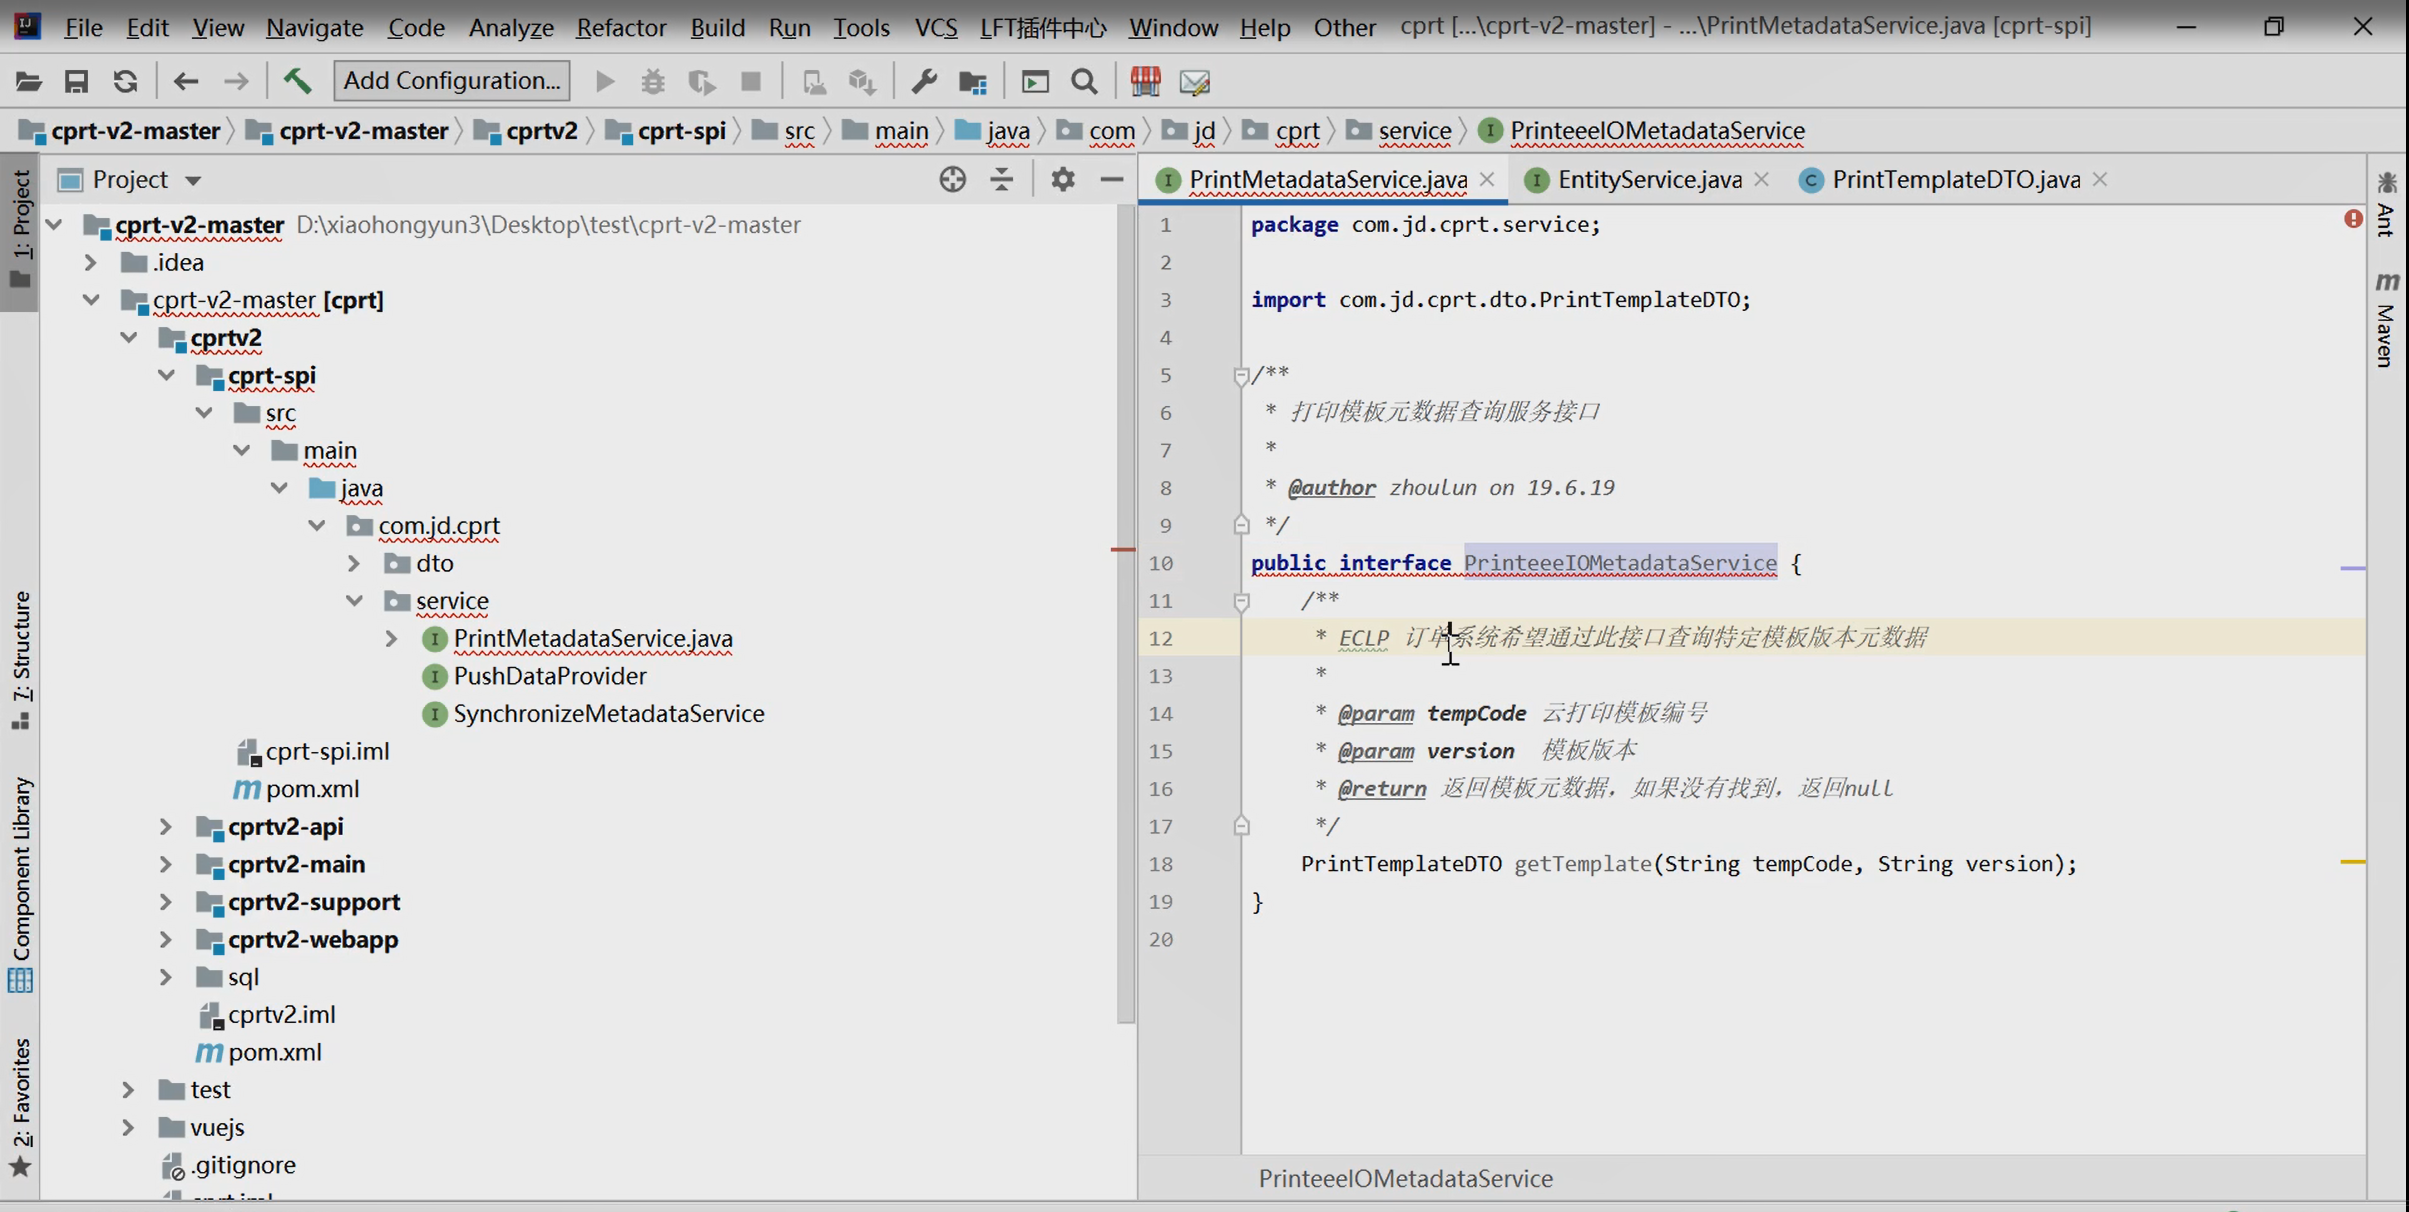 File Edit View Navigate Code Analyze Refactor Build Run Tools VCS LFT插件中心 Window Help Other cprt [...\cprt-v2-master] - ...\PrintMetadataService.java [cprt-spi]
Add Configuration...
cprt-v2-master cprt-v2-master cprtv2 cprt-spi src main java com jd cprt service PrinteeeIOMetadataService
Project
PrintMetadataService.java EntityService.java PrintTemplateDTO.java
1: Project
7: Structure
Component Library
2: Favorites
cprt-v2-master D:\xiaohongyun3\Desktop\test\cprt-v2-master
.idea
cprt-v2-master [cprt]
cprtv2
cprt-spi
src
main
java
com.jd.cprt
dto
service
PrintMetadataService.java
PushDataProvider
SynchronizeMetadataService
cprt-spi.iml
pom.xml
cprtv2-api
cprtv2-main
cprtv2-support
cprtv2-webapp
sql
cprtv2.iml
pom.xml
test
vuejs
.gitignore
1 package com.jd.cprt.service;
2
3 import com.jd.cprt.dto.PrintTemplateDTO;
4
5 /**
6 * 打印模板元数据查询服务接口
7 *
8 * @author zhoulun on 19.6.19
9 */
10 public interface PrinteeeIOMetadataService {
11 /**
12 * ECLP 订单系统希望通过此接口查询特定模板版本元数据
13 *
14 * @param tempCode 云打印模板编号
15 * @param version 模板版本
16 * @return 返回模板元数据，如果没有找到，返回null
17 */
18 PrintTemplateDTO getTemplate(String tempCode, String version);
19 }
20
PrinteeeIOMetadataService
Ant
Maven